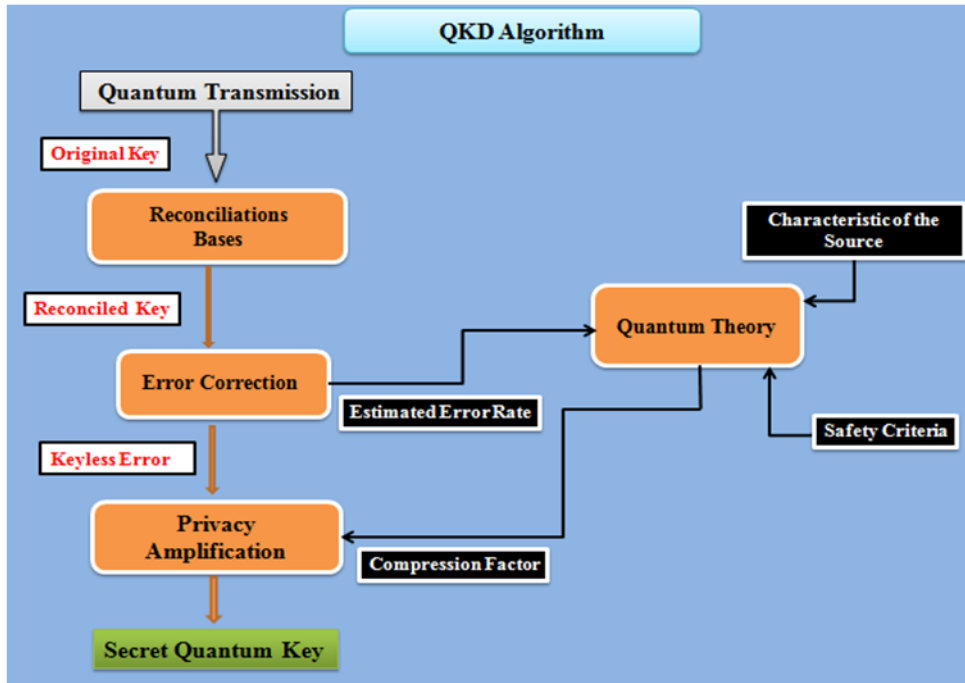 QKD Algorithm
Quantum Transmission
Original Key
Reconciliations
Bases
Characteristic of the
Source
Reconciled Key
Quantum Theory
Error Correction
Estimated Error Rate
Safety Criteria
Keyless Error
Privacy
Amplification
Compression Factor
Secret Quantum Key